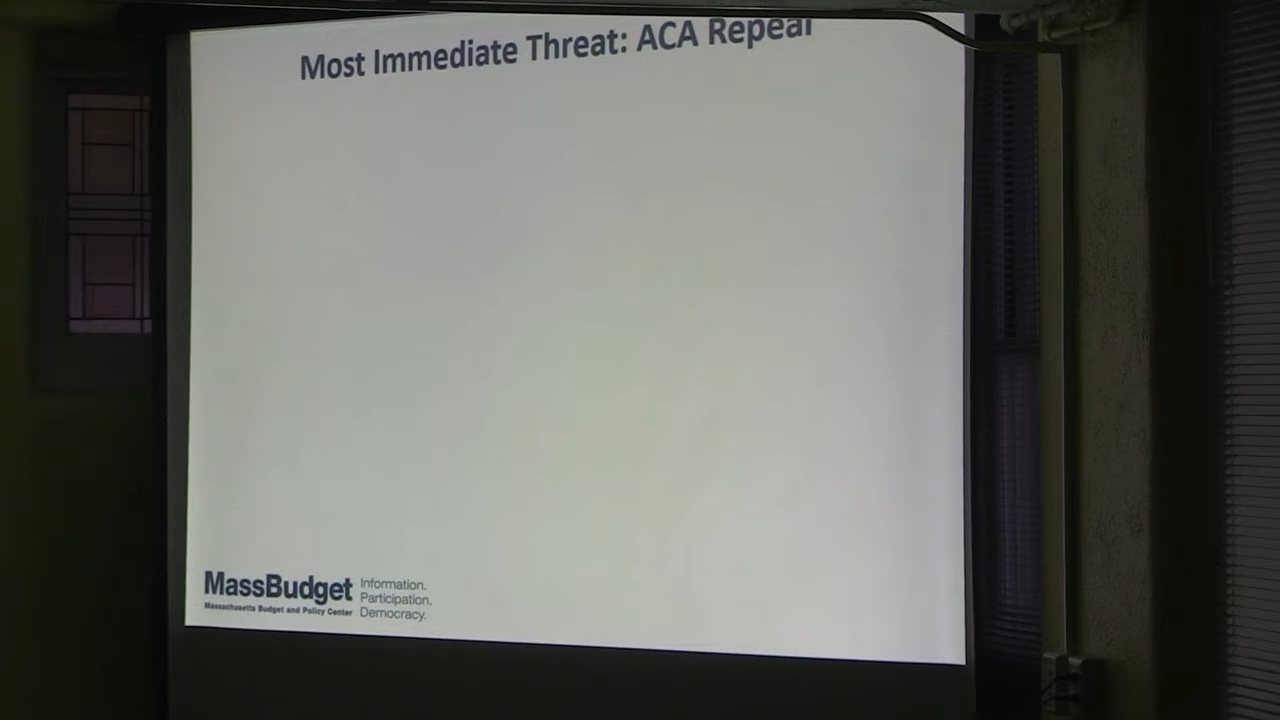 Most Immediate Threat: ACA Repeal
MassBudget
Massachusetts Budget and Policy Center
Information.
Participation.
Democracy.